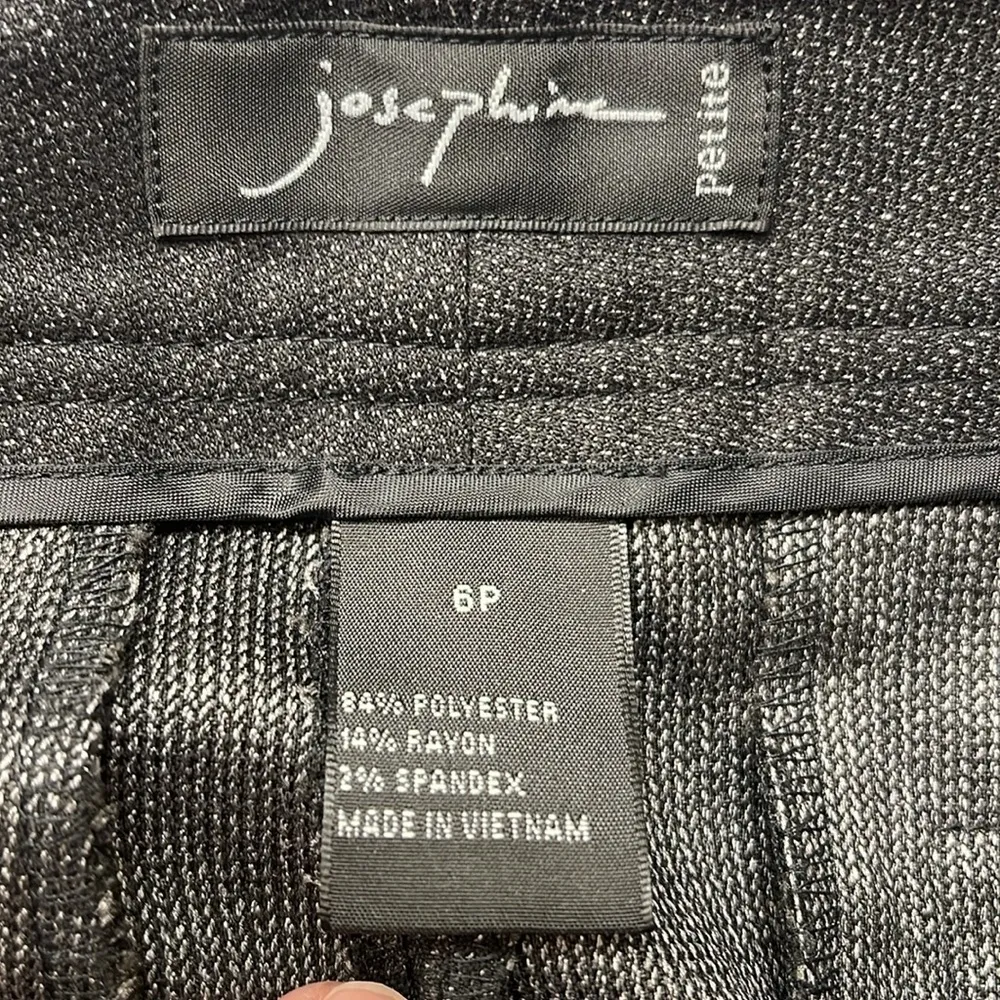 josephine
Petite
6P
84% POLYESTER
14% RAYON
2% SPANDEX
MADE IN VIETNAM